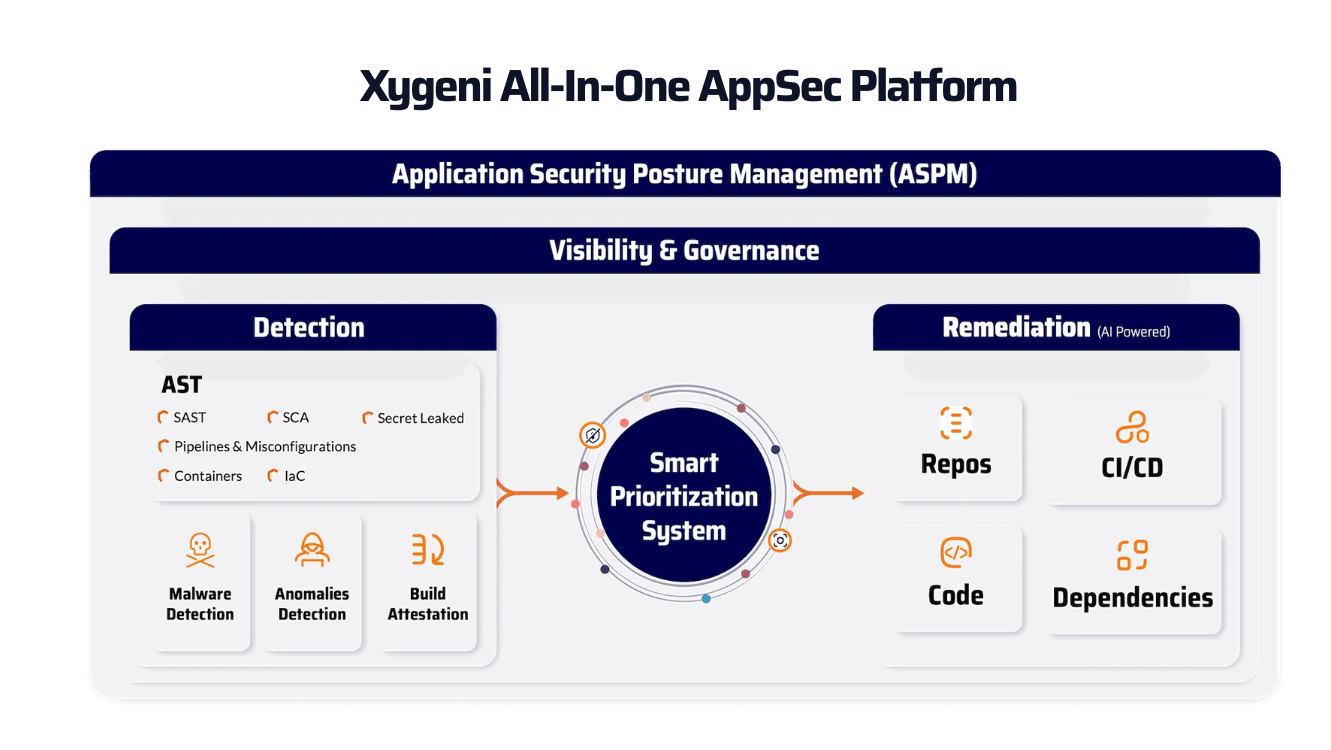 Xygeni All-In-One AppSec Platform
Application Security Posture Management (ASPM)
Visibility & Governance
Detection
AST
SAST
SCA
Secret Leaked
Pipelines & Misconfigurations
Containers
IaC
Malware
Detection
Anomalies
Detection
Build
Attestation
Smart
Prioritization
System
Remediation (AI Powered)
Repos
CI/CD
Code
Dependencies